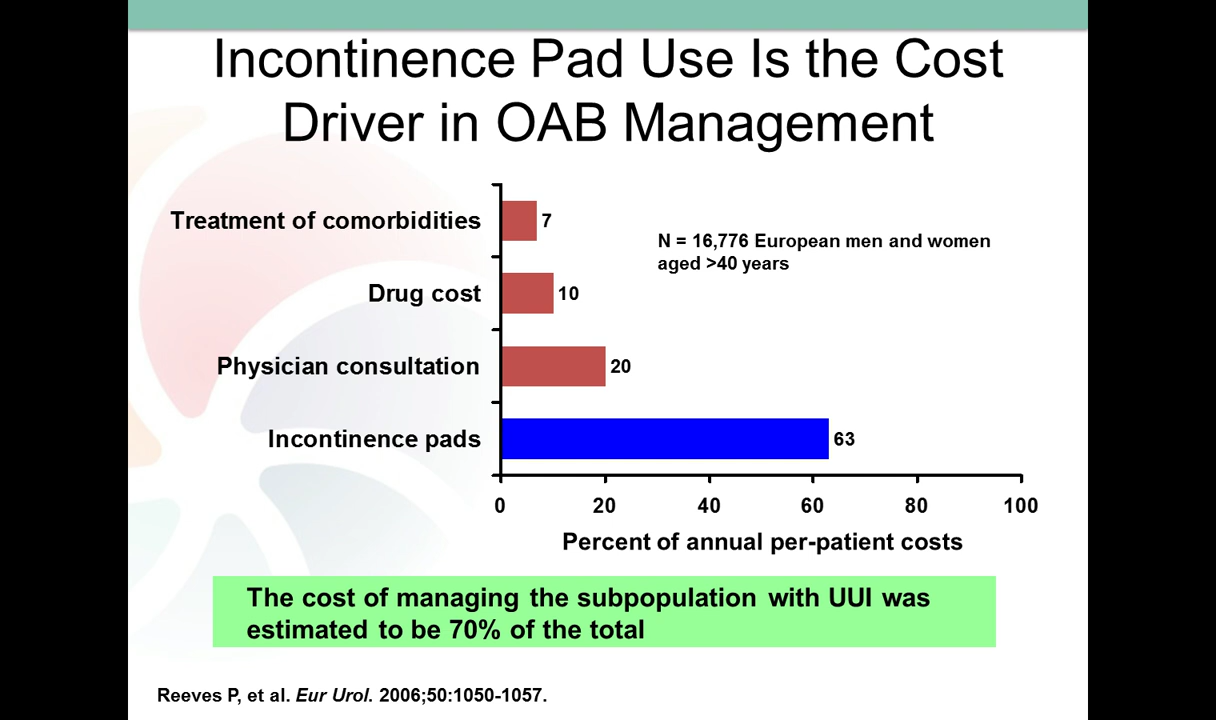 Incontinence Pad Use Is the Cost
Driver in OAB Management
Treatment of comorbidities
7
N = 16,776 European men and women
aged >40 years
Drug cost
10
Physician consultation
20
Incontinence pads
63
0 20 40 60 80 100
Percent of annual per-patient costs
The cost of managing the subpopulation with UUI was
estimated to be 70% of the total
Reeves P, et al. Eur Urol. 2006;50:1050-1057.